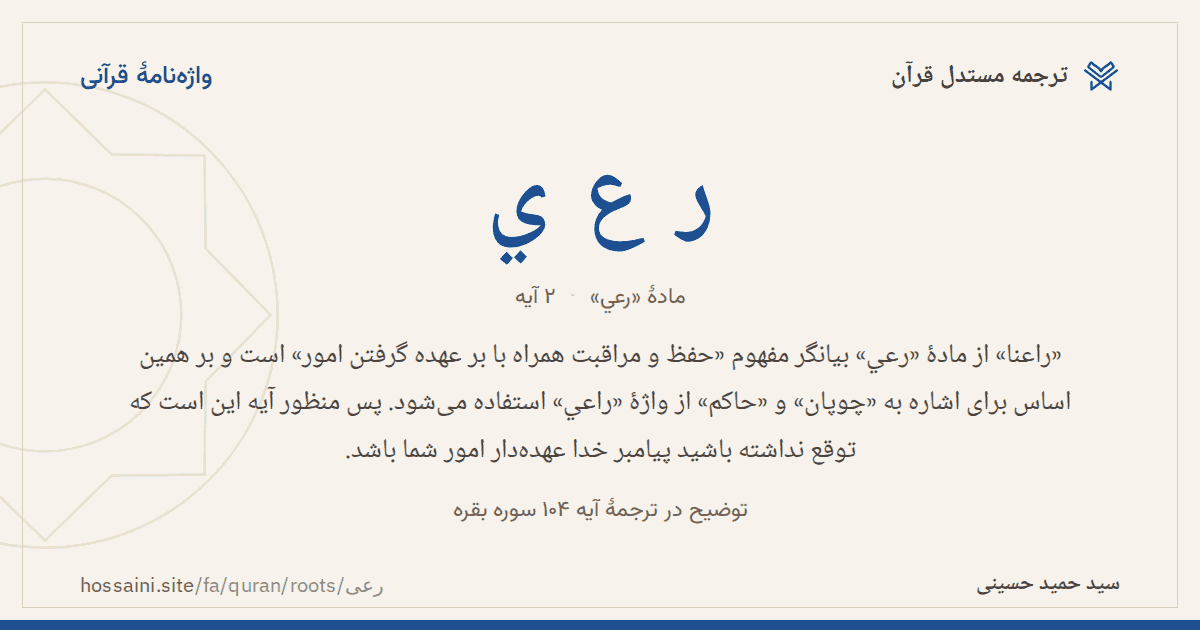 ترجمه مستدل قرآن
واژه‌نامهٔ قرآنی
ر ع ي
مادهٔ «رعي» · ۲ آیه
«راعنا» از مادهٔ «رعي» بیانگر مفهوم «حفظ و مراقبت همراه با بر عهده گرفتن امور» است و بر همین
اساس برای اشاره به «چوپان» و «حاکم» از واژهٔ «راعي» استفاده می‌شود. پس منظور آیه این است که
توقع نداشته باشید پیامبر خدا عهده‌دار امور شما باشد.
توضیح در ترجمهٔ آیه ۱۰۴ سوره بقره
سید حمید حسینی
hossaini.site/fa/quran/roots/رعی